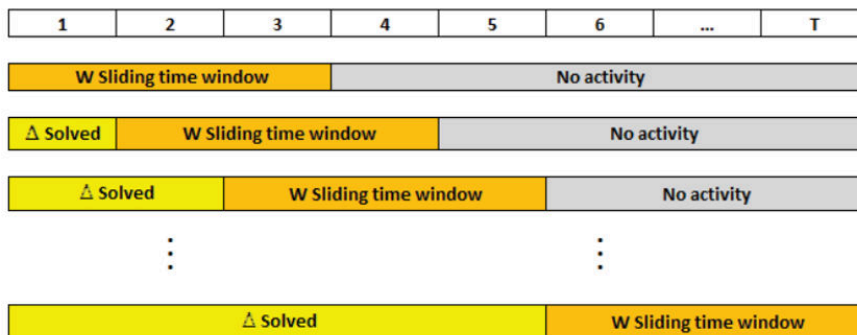 1 2 3 4 5 6 ... T
W Sliding time window No activity
Δ Solved W Sliding time window No activity
Δ Solved W Sliding time window No activity
Δ Solved W Sliding time window